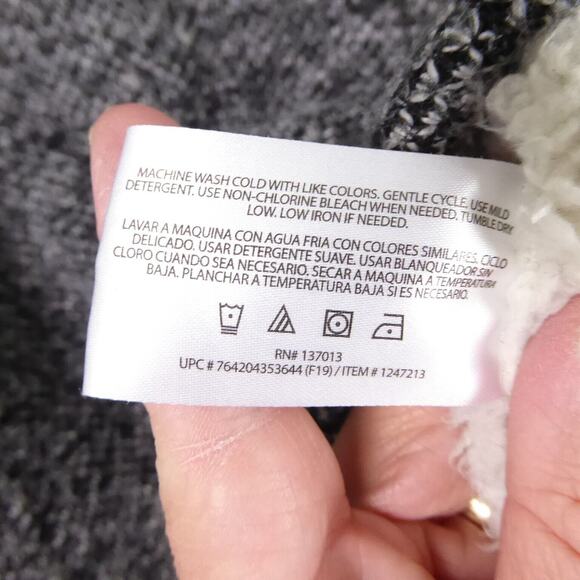 MACHINE WASH COLD WITH LIKE COLORS. GENTLE CYCLE, USE MILD
DETERGENT. USE NON-CHLORINE BLEACH WHEN NEEDED. TUMBLE DRY
LOW. LOW IRON IF NEEDED.
LAVAR A MAQUINA CON AGUA FRIA CON COLORES SIMILARES. CICLO
DELICADO. USAR DETERGENTE SUAVE. USAR BLANQUEADOR SIN
CLORO CUANDO SEA NECESARIO. SECAR A MAQUINA A TEMPERATURA
BAJA. PLANCHAR A TEMPERATURA BAJA SI ES NECESARIO.
RN# 137013
UPC # 764204353644 (F19) / ITEM # 1247213